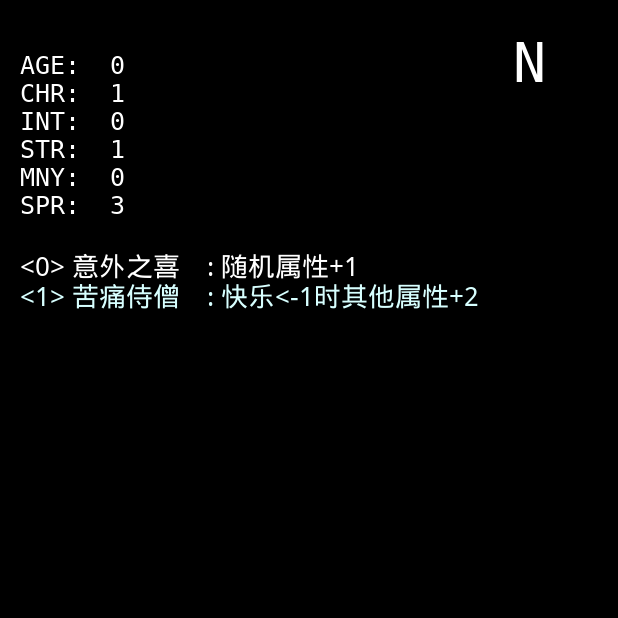 N
AGE: 0
CHR: 1
INT: 0
STR: 1
MNY: 0
SPR: 3
<0> 意外之喜 : 随机属性+1
<1> 苦痛侍僧 : 快乐<-1时其他属性+2